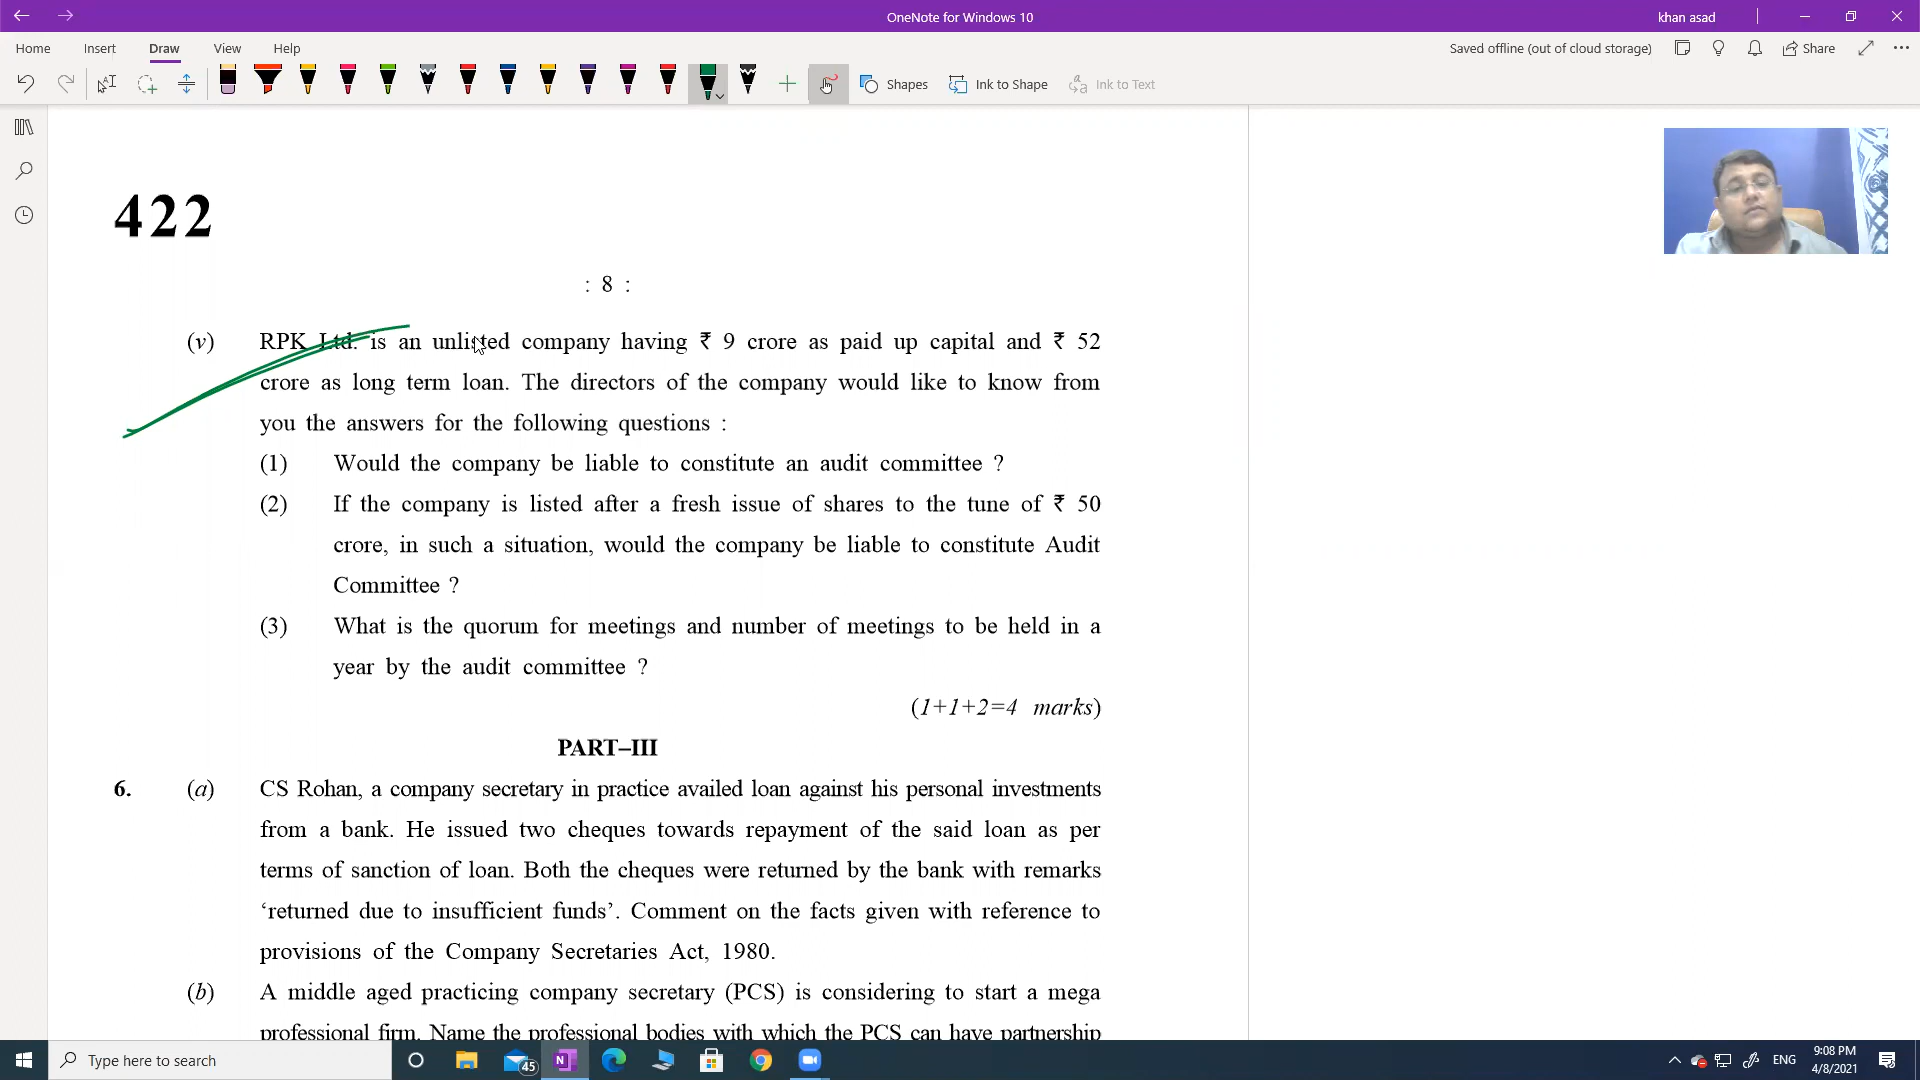 OneNote for Windows 10
khan asad
Home Insert Draw View Help
Saved offline (out of cloud storage)
Share
Shapes
Ink to Shape
Ink to Text
422
: 8 :
(v) RPK Ltd. is an unlisted company having ₹ 9 crore as paid up capital and ₹ 52
crore as long term loan. The directors of the company would like to know from
you the answers for the following questions :
(1) Would the company be liable to constitute an audit committee ?
(2) If the company is listed after a fresh issue of shares to the tune of ₹ 50
crore, in such a situation, would the company be liable to constitute Audit
Committee ?
(3) What is the quorum for meetings and number of meetings to be held in a
year by the audit committee ?
(1+1+2=4 marks)
PART–III
6. (a) CS Rohan, a company secretary in practice availed loan against his personal investments
from a bank. He issued two cheques towards repayment of the said loan as per
terms of sanction of loan. Both the cheques were returned by the bank with remarks
‘returned due to insufficient funds’. Comment on the facts given with reference to
provisions of the Company Secretaries Act, 1980.
(b) A middle aged practicing company secretary (PCS) is considering to start a mega
professional firm. Name the professional bodies with which the PCS can have partnership
Type here to search
45
ENG
9:08 PM
4/8/2021